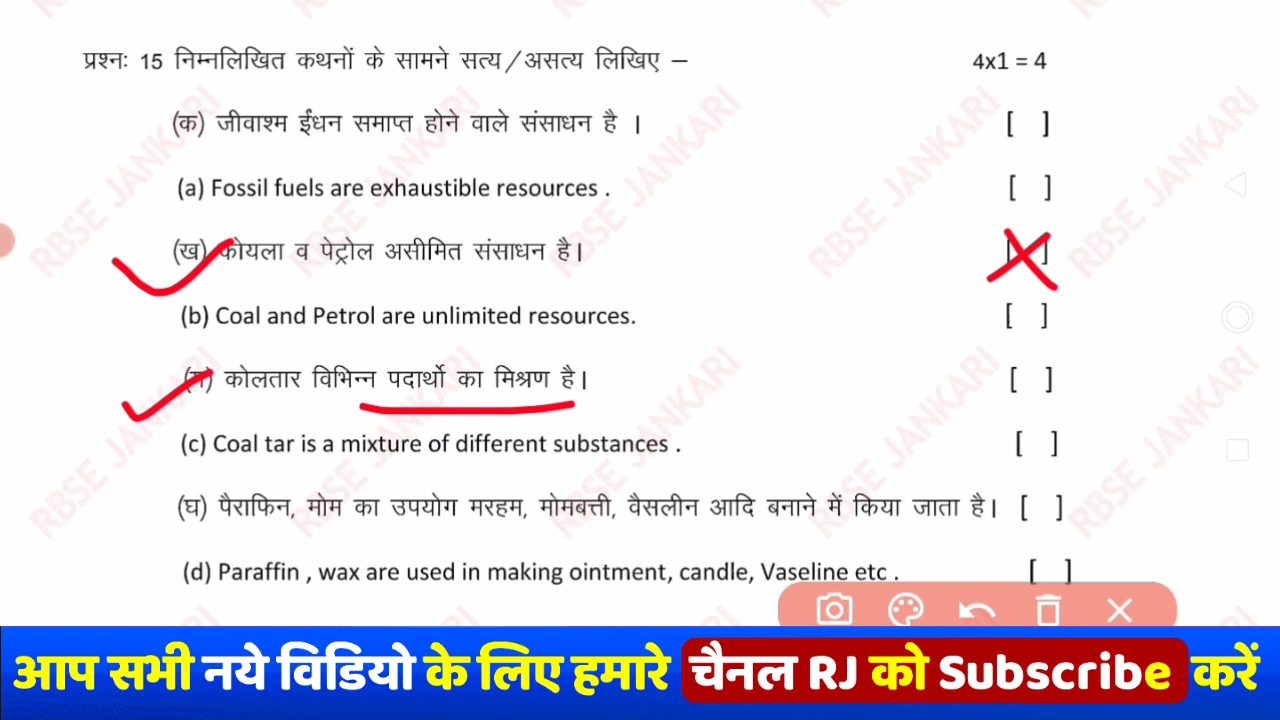 प्रश्नः 15 निम्नलिखित कथनों के सामने सत्य/असत्य लिखिए – 4x1 = 4
(क) जीवाश्म ईंधन समाप्त होने वाले संसाधन है । [ ]
(a) Fossil fuels are exhaustible resources . [ ]
(ख) कोयला व पेट्रोल असीमित संसाधन है। [ ]
(b) Coal and Petrol are unlimited resources. [ ]
(ग) कोलतार विभिन्न पदार्थो का मिश्रण है। [ ]
(c) Coal tar is a mixture of different substances . [ ]
(घ) पैराफिन, मोम का उपयोग मरहम, मोमबत्ती, वैसलीन आदि बनाने में किया जाता है। [ ]
(d) Paraffin , wax are used in making ointment, candle, Vaseline etc . [ ]
RBSE JANKARI
आप सभी नये विडियो के लिए हमारे चैनल RJ को Subscribe करें